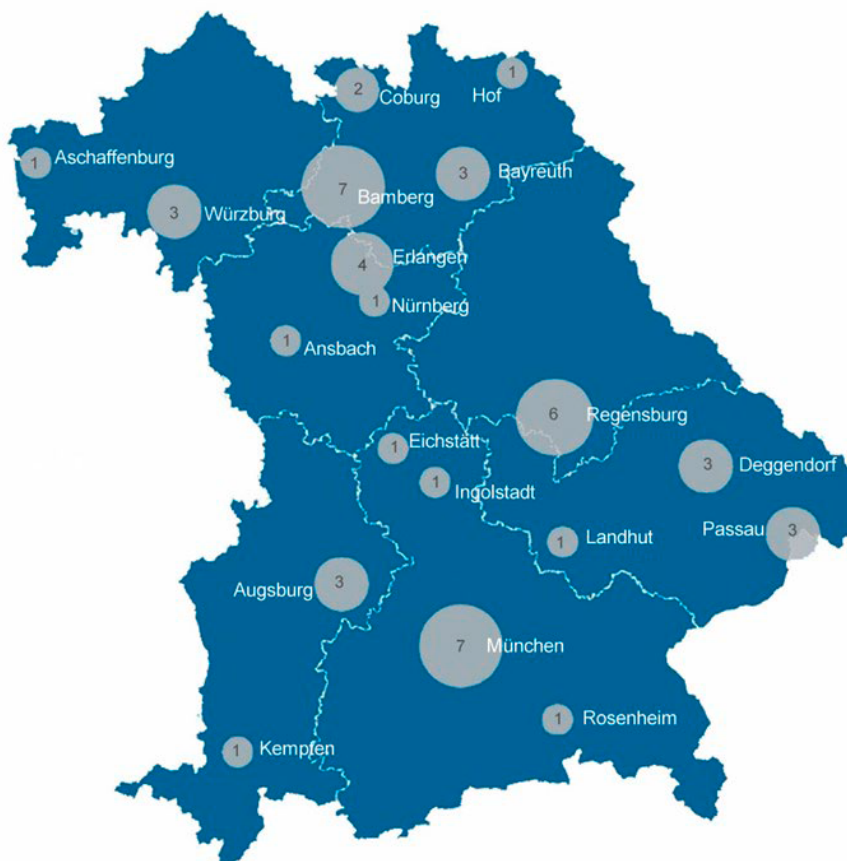 1
Hof
2
Coburg
1
Aschaffenburg
7
Bamberg
3
Bayreuth
3
Würzburg
4
Erlangen
1
Nürnberg
1
Ansbach
6
Regensburg
1
Eichstätt
3
Deggendorf
1
Ingolstadt
Passau
3
1
Landhut
Augsburg
3
7
München
1
Rosenheim
1
Kempfen